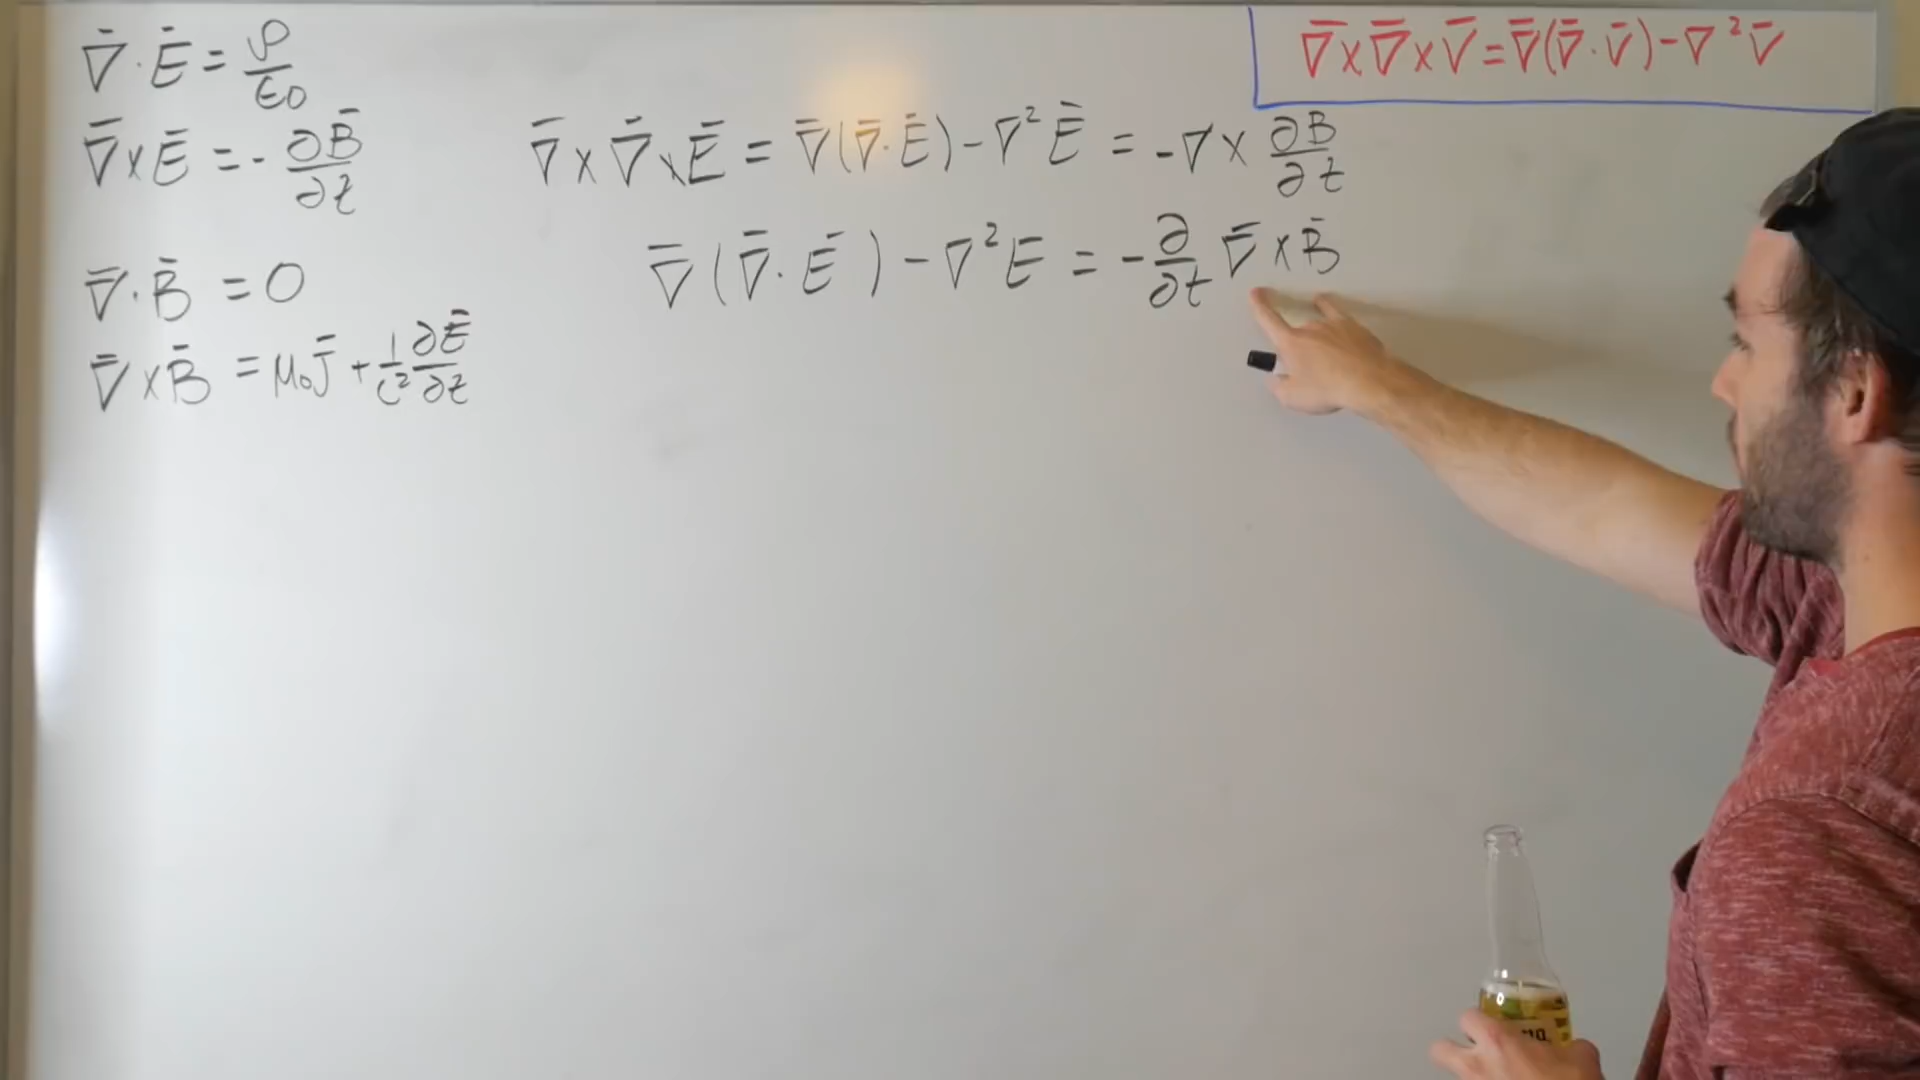 ∇̄·Ē = ρ/ε0
∇̄×Ē = -∂B̄/∂t
∇̄·B̄ = 0
∇̄×B̄ = μ₀J̄ + 1/c² ∂Ē/∂t
∇̄×∇̄×V̄=∇̄(∇̄·V̄)-∇²V̄
∇̄×∇̄×Ē = ∇̄(∇̄·Ē)-∇²Ē = -∇×∂B/∂t
∇̄(∇̄·Ē)-∇²E = -∂/∂t ∇̄×B̄